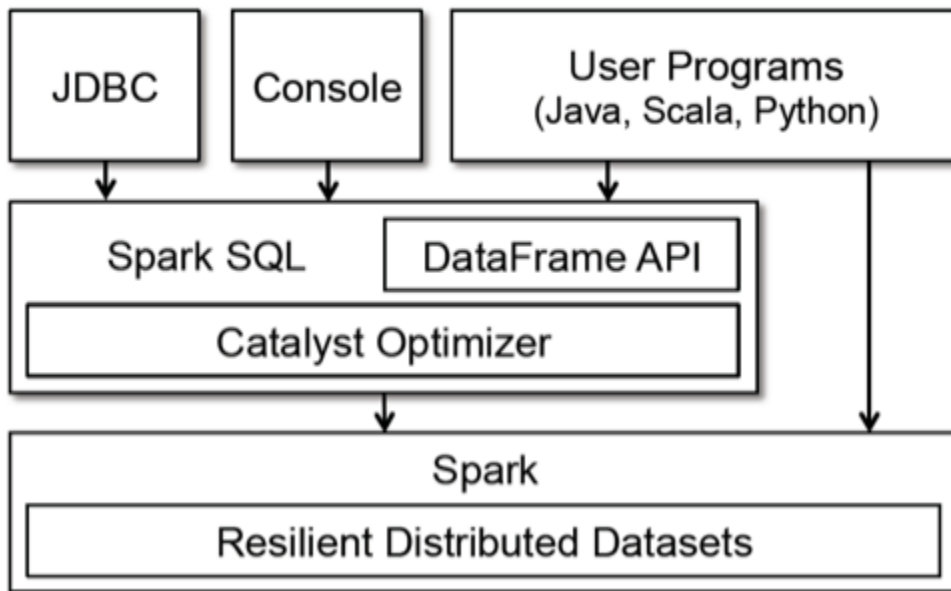 JDBC
Console
User Programs
(Java, Scala, Python)
Spark SQL
DataFrame API
Catalyst Optimizer
Spark
Resilient Distributed Datasets